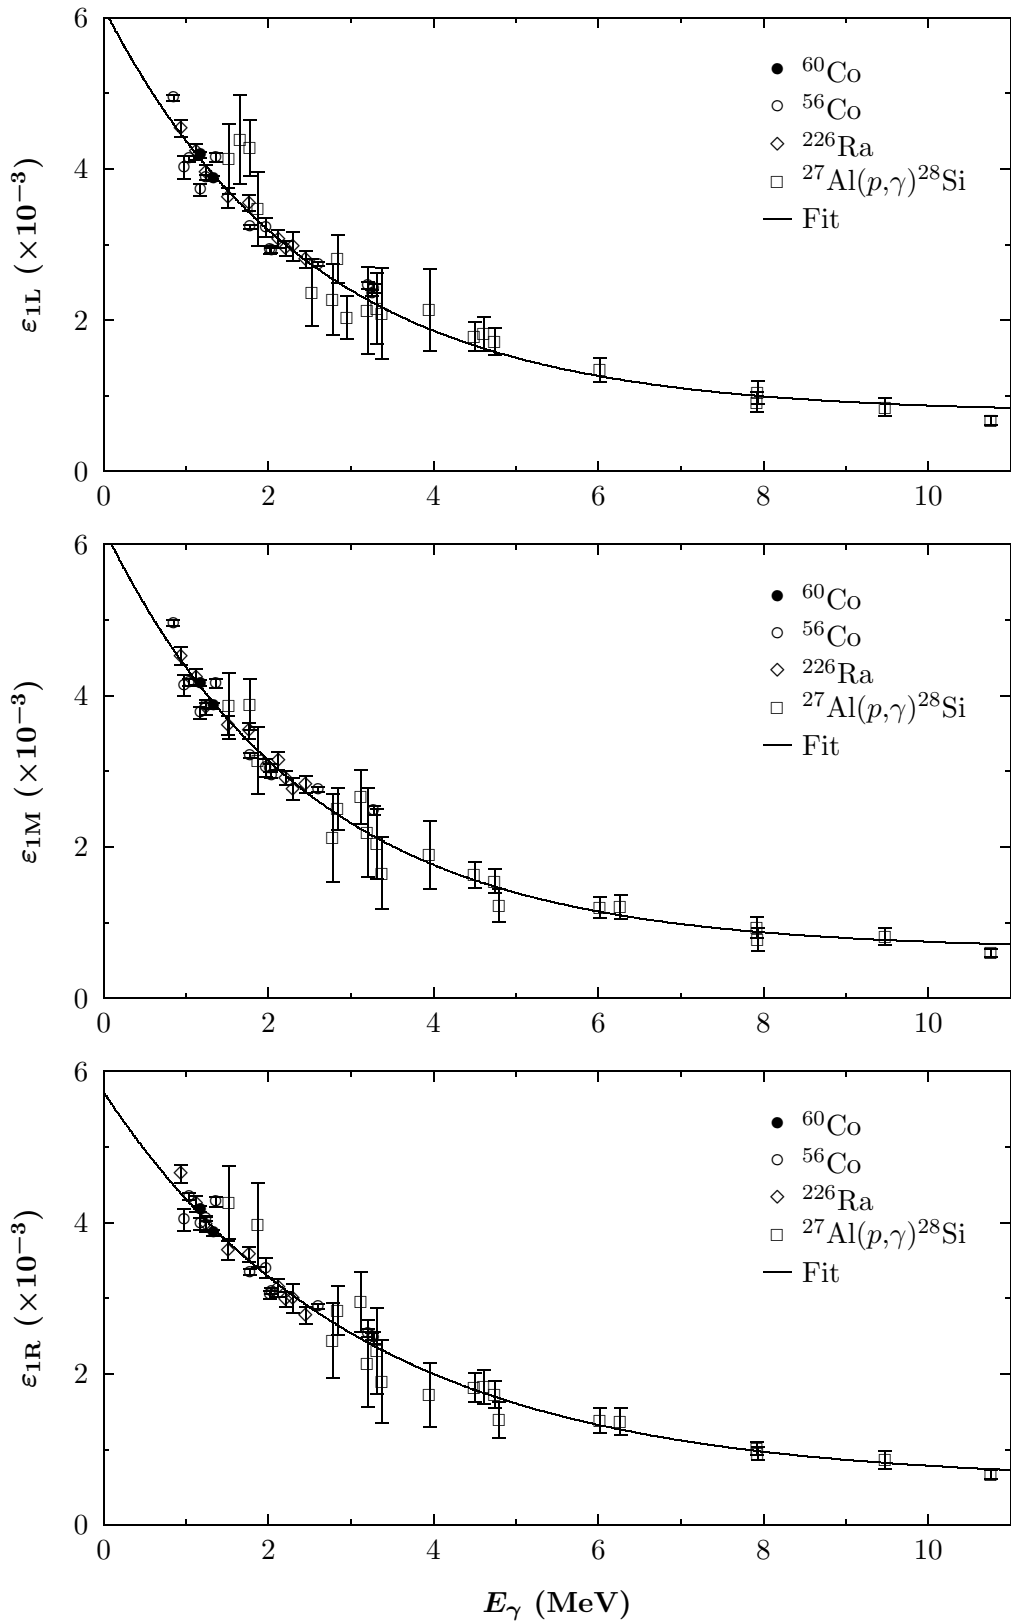 6
4
2
0
ε1L (×10−3)
60Co
56Co
226Ra
27Al(p,γ)28Si
Fit
0 2 4 6 8 10
6
4
2
0
ε1M (×10−3)
60Co
56Co
226Ra
27Al(p,γ)28Si
Fit
0 2 4 6 8 10
6
4
2
0
ε1R (×10−3)
60Co
56Co
226Ra
27Al(p,γ)28Si
Fit
0 2 4 6 8 10
Eγ (MeV)